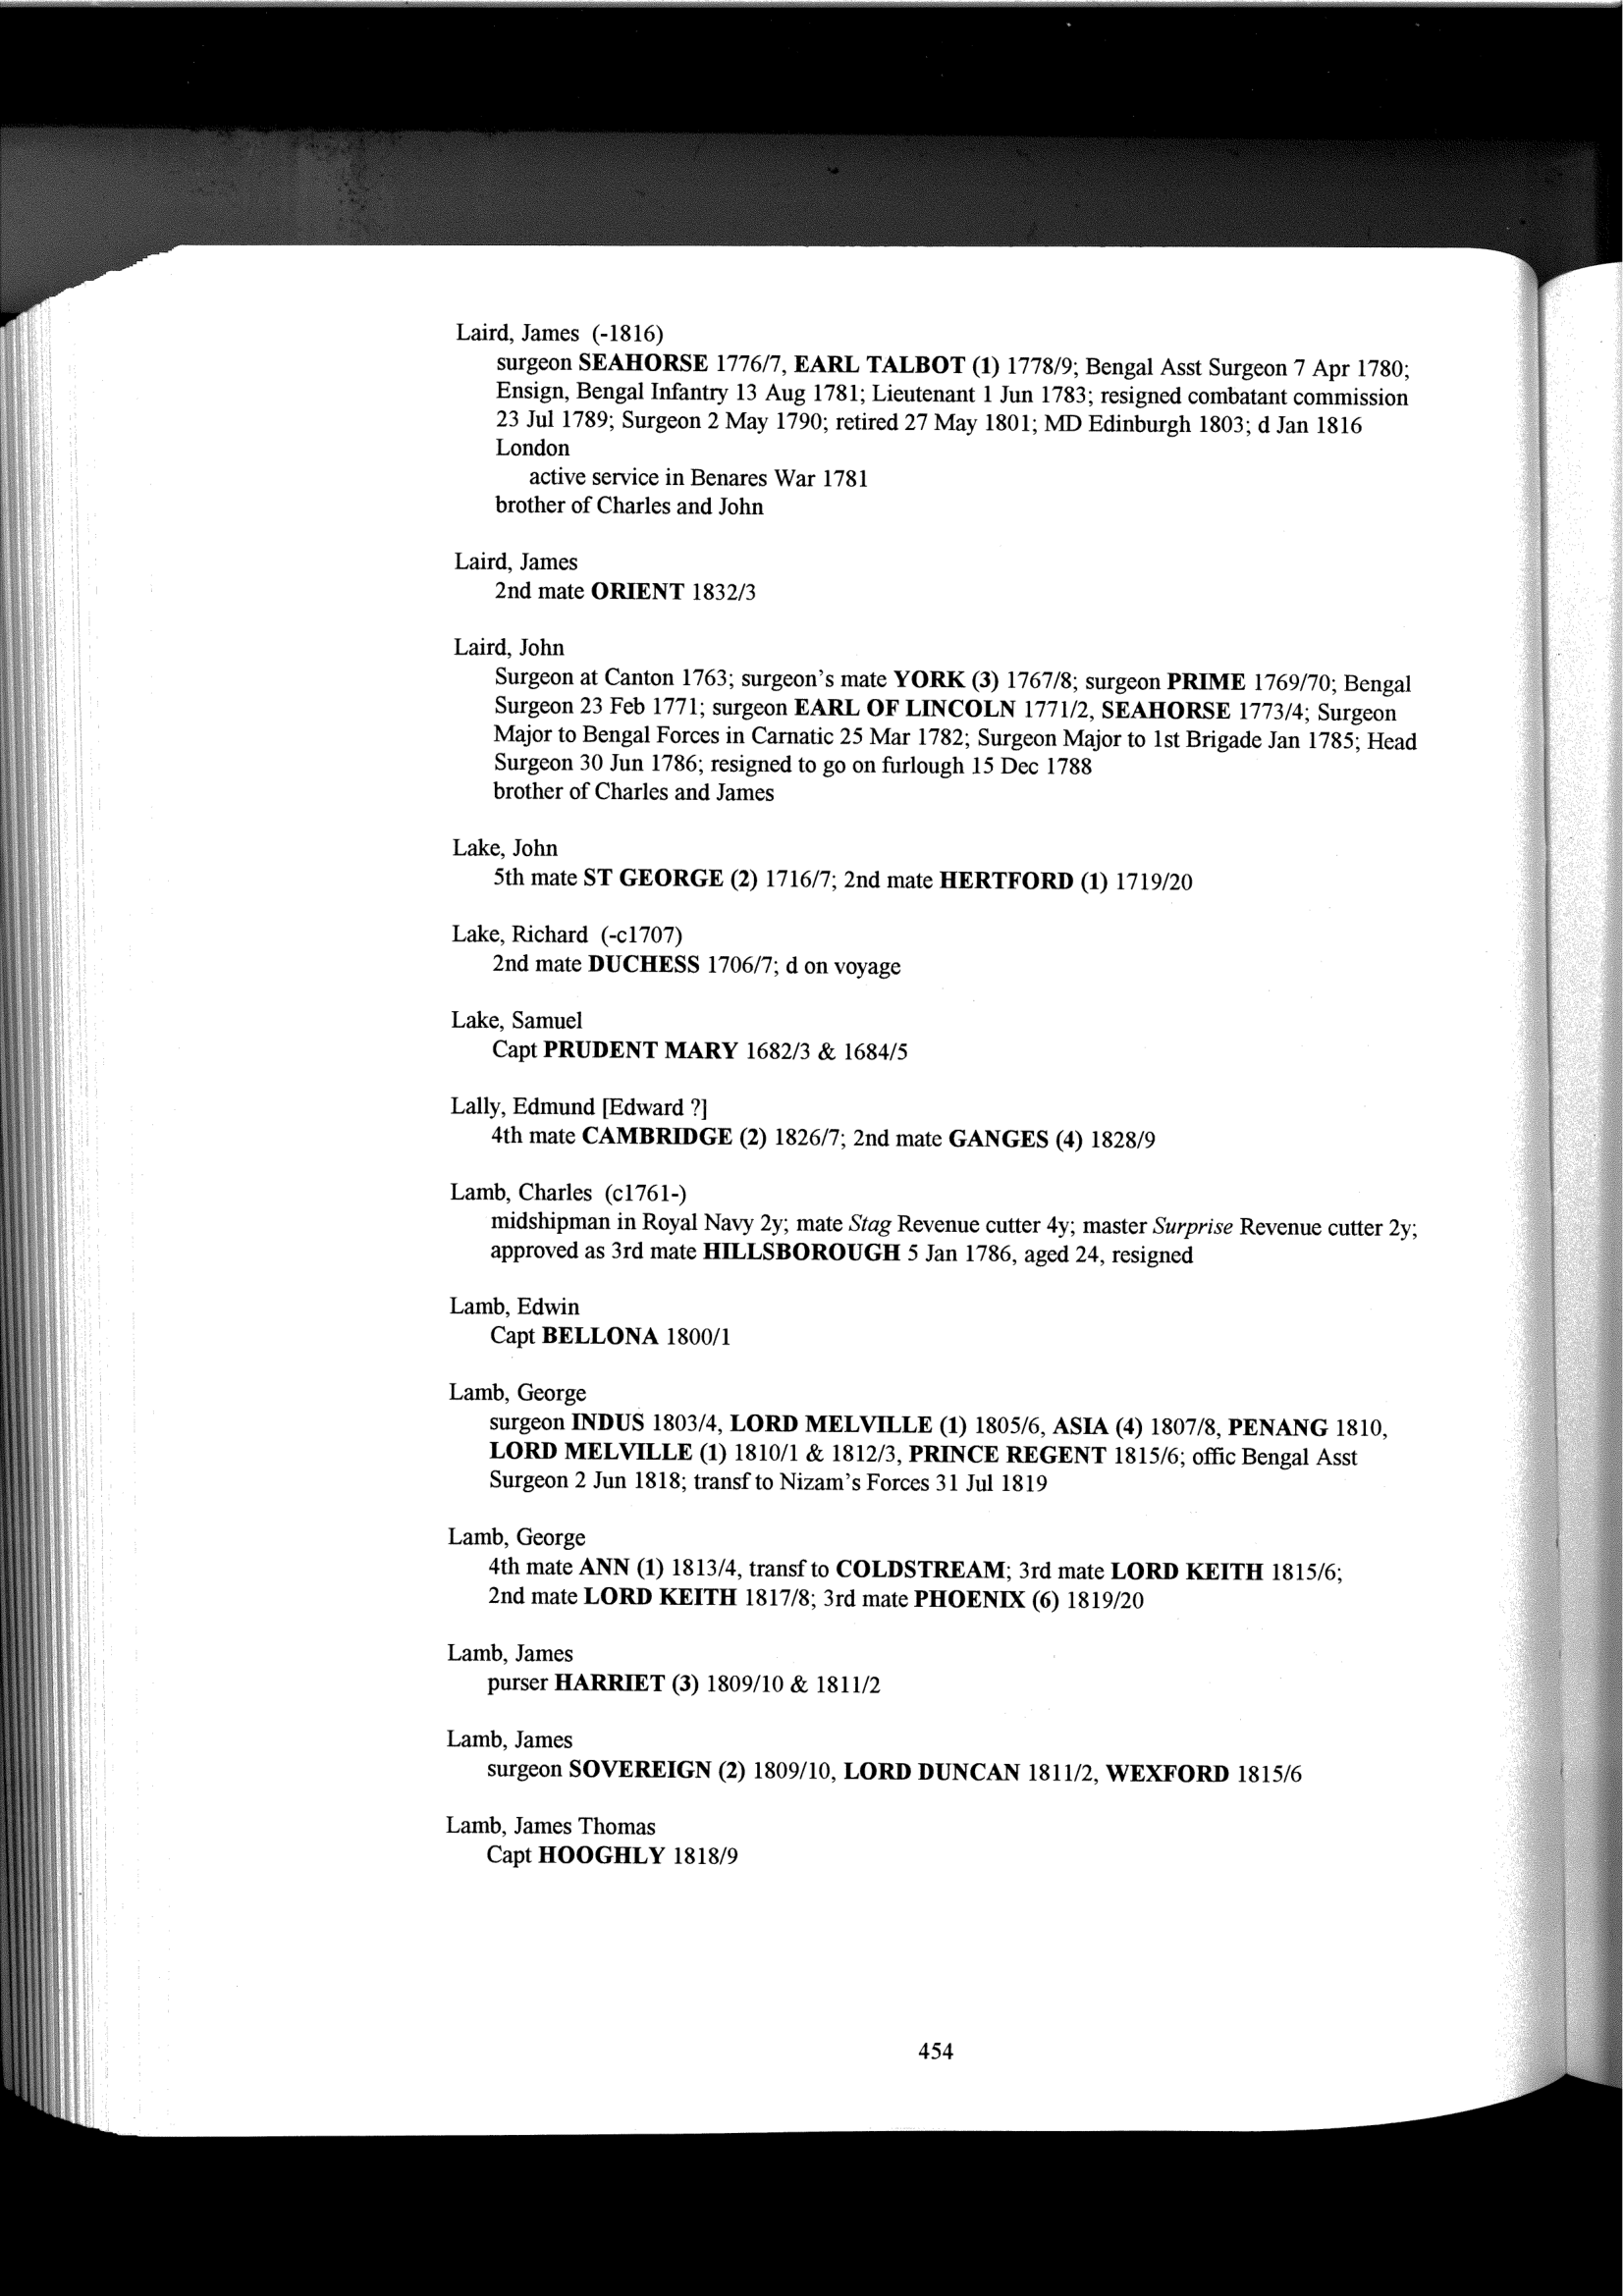 Laird, James (-1816)
surgeon SEAHORSE 1776/7, EARL TALBOT (1) 1778/9; Bengal Asst Surgeon 7 Apr 1780;
Ensign, Bengal Infantry 13 Aug 1781; Lieutenant 1 Jun 1783; resigned combatant commission
23 Jul 1789; Surgeon 2 May 1790; retired 27 May 1801; MD Edinburgh 1803; d Jan 1816
London
active service in Benares War 1781
brother of Charles and John
Laird, James
2nd mate ORIENT 1832/3
Laird, John
Surgeon at Canton 1763; surgeon's mate YORK (3) 1767/8; surgeon PRIME 1769/70; Bengal
Surgeon 23 Feb 1771; surgeon EARL OF LINCOLN 1771/2, SEAHORSE 1773/4; Surgeon
Major to Bengal Forces in Carnatic 25 Mar 1782; Surgeon Major to 1st Brigade Jan 1785; Head
Surgeon 30 Jun 1786; resigned to go on furlough 15 Dec 1788
brother of Charles and James
Lake, John
5th mate ST GEORGE (2) 1716/7; 2nd mate HERTFORD (1) 1719/20
Lake, Richard (-c1707)
2nd mate DUCHESS 1706/7; d on voyage
Lake, Samuel
Capt PRUDENT MARY 1682/3 & 1684/5
Lally, Edmund [Edward ?]
4th mate CAMBRIDGE (2) 1826/7; 2nd mate GANGES (4) 1828/9
Lamb, Charles (c1761-)
midshipman in Royal Navy 2y; mate Stag Revenue cutter 4y; master Surprise Revenue cutter 2y;
approved as 3rd mate HILLSBOROUGH 5 Jan 1786, aged 24, resigned
Lamb, Edwin
Capt BELLONA 1800/1
Lamb, George
surgeon INDUS 1803/4, LORD MELVILLE (1) 1805/6, ASIA (4) 1807/8, PENANG 1810,
LORD MELVILLE (1) 1810/1 & 1812/3, PRINCE REGENT 1815/6; offic Bengal Asst
Surgeon 2 Jun 1818; transf to Nizam's Forces 31 Jul 1819
Lamb, George
4th mate ANN (1) 1813/4, transf to COLDSTREAM; 3rd mate LORD KEITH 1815/6;
2nd mate LORD KEITH 1817/8; 3rd mate PHOENIX (6) 1819/20
Lamb, James
purser HARRIET (3) 1809/10 & 1811/2
Lamb, James
surgeon SOVEREIGN (2) 1809/10, LORD DUNCAN 1811/2, WEXFORD 1815/6
Lamb, James Thomas
Capt HOOGHLY 1818/9
454